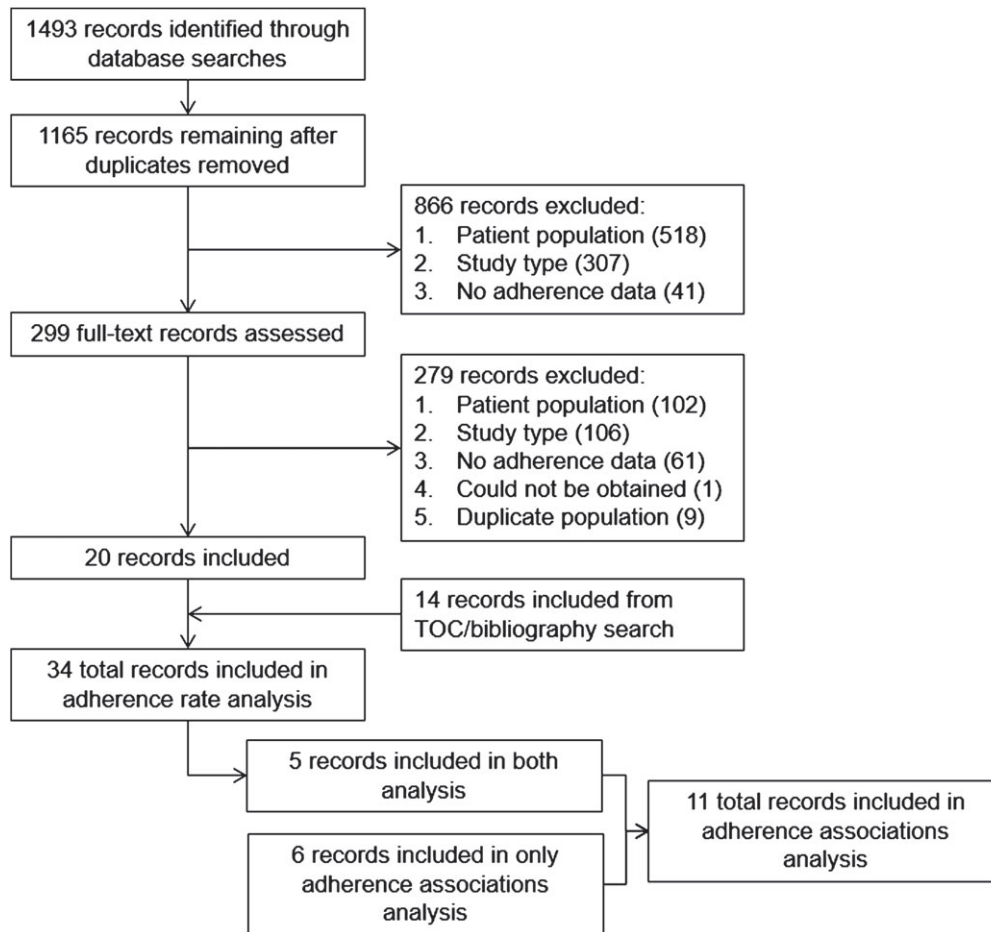 1493 records identified through
database searches
1165 records remaining after
duplicates removed
866 records excluded:
1. Patient population (518)
2. Study type (307)
3. No adherence data (41)
299 full-text records assessed
279 records excluded:
1. Patient population (102)
2. Study type (106)
3. No adherence data (61)
4. Could not be obtained (1)
5. Duplicate population (9)
20 records included
14 records included from
TOC/bibliography search
34 total records included in
adherence rate analysis
5 records included in both
analysis
6 records included in only
adherence associations
analysis
11 total records included in
adherence associations
analysis